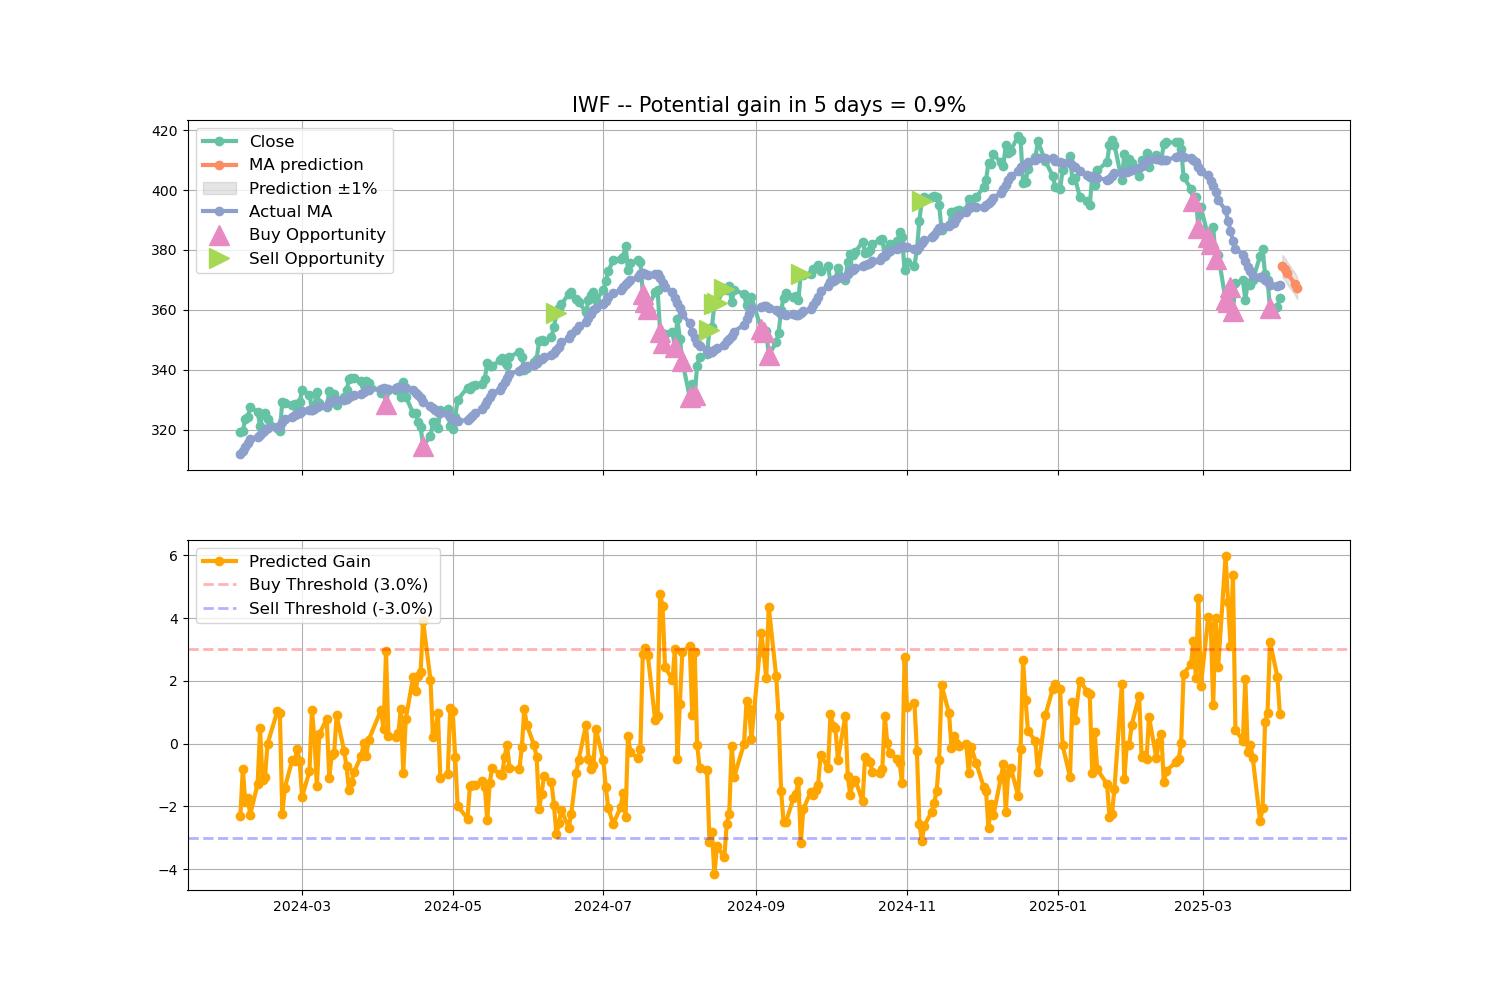 IWF -- Potential gain in 5 days = 0.9%
420
400
380
360
340
320
Close
MA prediction
Prediction ±1%
Actual MA
Buy Opportunity
Sell Opportunity
6
4
2
0
−2
−4
Predicted Gain
Buy Threshold (3.0%)
Sell Threshold (-3.0%)
2024-03
2024-05
2024-07
2024-09
2024-11
2025-01
2025-03